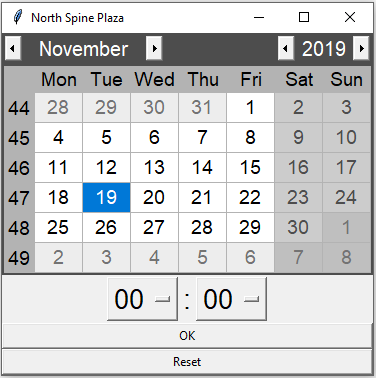 North Spine Plaza
November 2019
Mon Tue Wed Thu Fri Sat Sun
44 28 29 30 31 1 2 3
45 4 5 6 7 8 9 10
46 11 12 13 14 15 16 17
47 18 19 20 21 22 23 24
48 25 26 27 28 29 30 1
49 2 3 4 5 6 7 8
00 : 00
OK
Reset